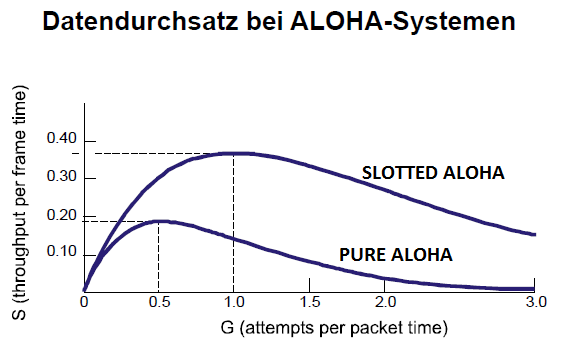 Datendurchsatz bei ALOHA-Systemen
S (throughput per frame time)
0.40
0.30
0.20
0.10
SLOTTED ALOHA
PURE ALOHA
0 0.5 1.0 1.5 2.0 3.0
G (attempts per packet time)